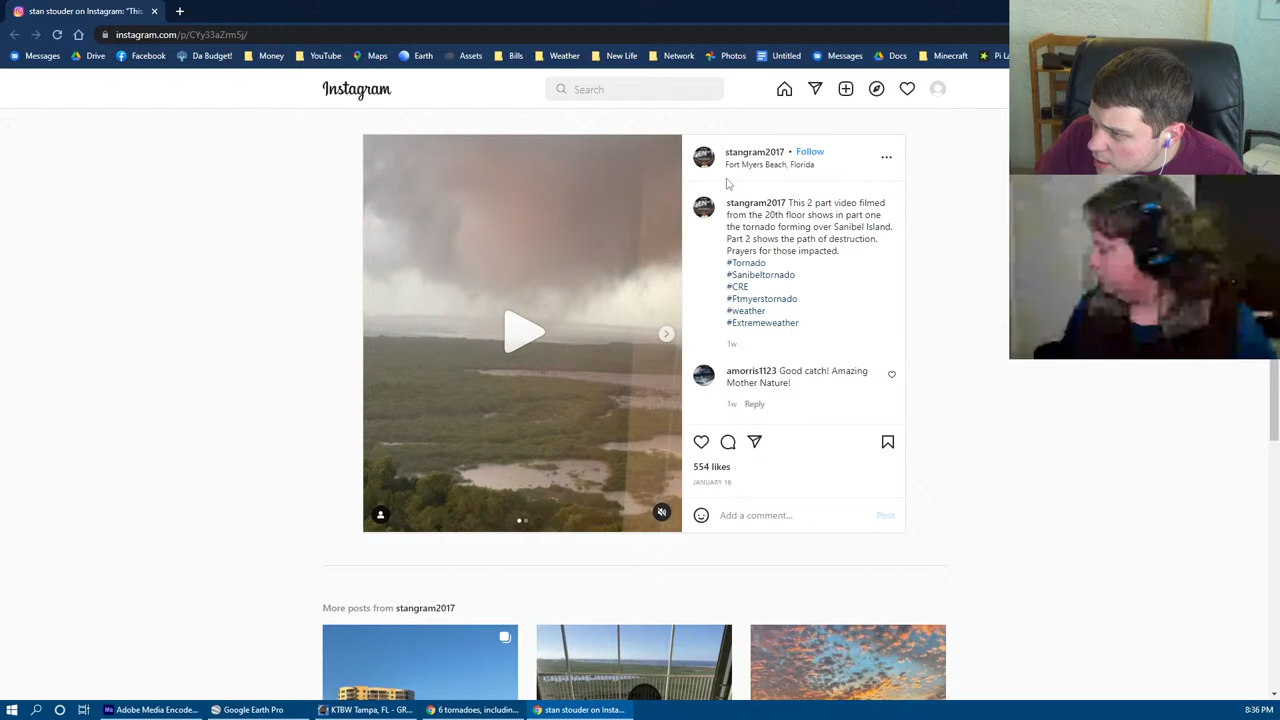 stan stouder on Instagram: "This
instagram.com/p/CYy33aZrm5j/
Messages Drive Facebook Da Budget! Money YouTube Maps Earth Assets Bills Weather New Life Network Photos Untitled Messages Docs Minecraft Pi
Instagram
Search
stangram2017 • Follow
Fort Myers Beach, Florida
stangram2017 This 2 part video filmed
from the 20th floor shows in part one
the tornado forming over Sanibel Island.
Part 2 shows the path of destruction.
Prayers for those impacted.
#Tornado
#Sanibeltornado
#CRE
#Ftmyerstornado
#weather
#Extremeweather
1w
amorris1123 Good catch! Amazing
Mother Nature!
1w Reply
554 likes
JANUARY 16
Add a comment... Post
More posts from stangram2017
Adobe Media Encode... Google Earth Pro KTBW Tampa, FL - GR... 6 tornadoes, includin... stan stouder on Insta... 8:36 PM